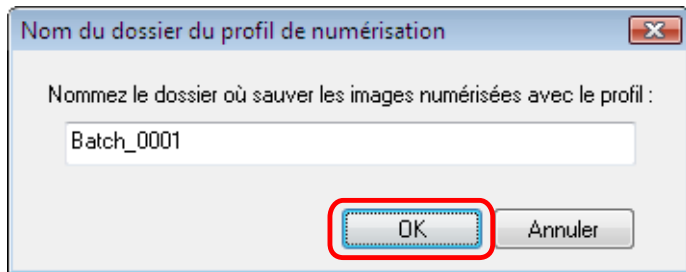 Nom du dossier du profil de numérisation
Nommez le dossier où sauver les images numérisées avec le profil :
Batch_0001
OK
Annuler